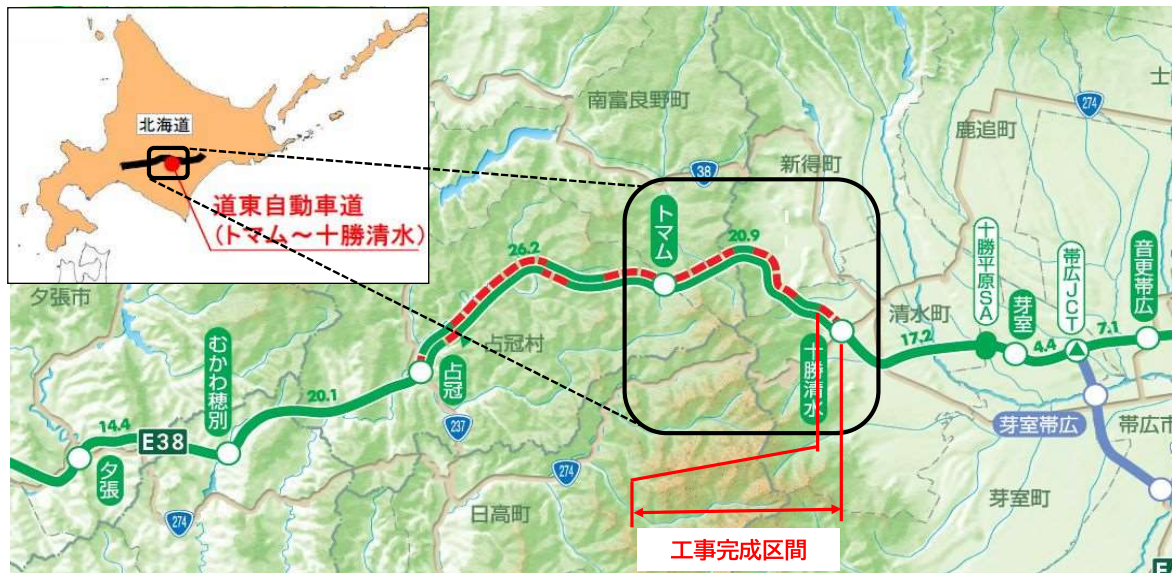 北海道
道東自動車道
(トマム～十勝清水)
南富良野町
274
士
鹿追町
新得町
38
トマム
20.9
26.2
夕張市
占冠村
清水町
十勝平原SA
芽室
帯広JCT
音更帯広
7.1
4.4
17.2
むかわ穂別
占冠
十勝清水
20.1
14.4
E38
夕張
237
274
274
日高町
芽室帯広
帯広市
芽室町
工事完成区間